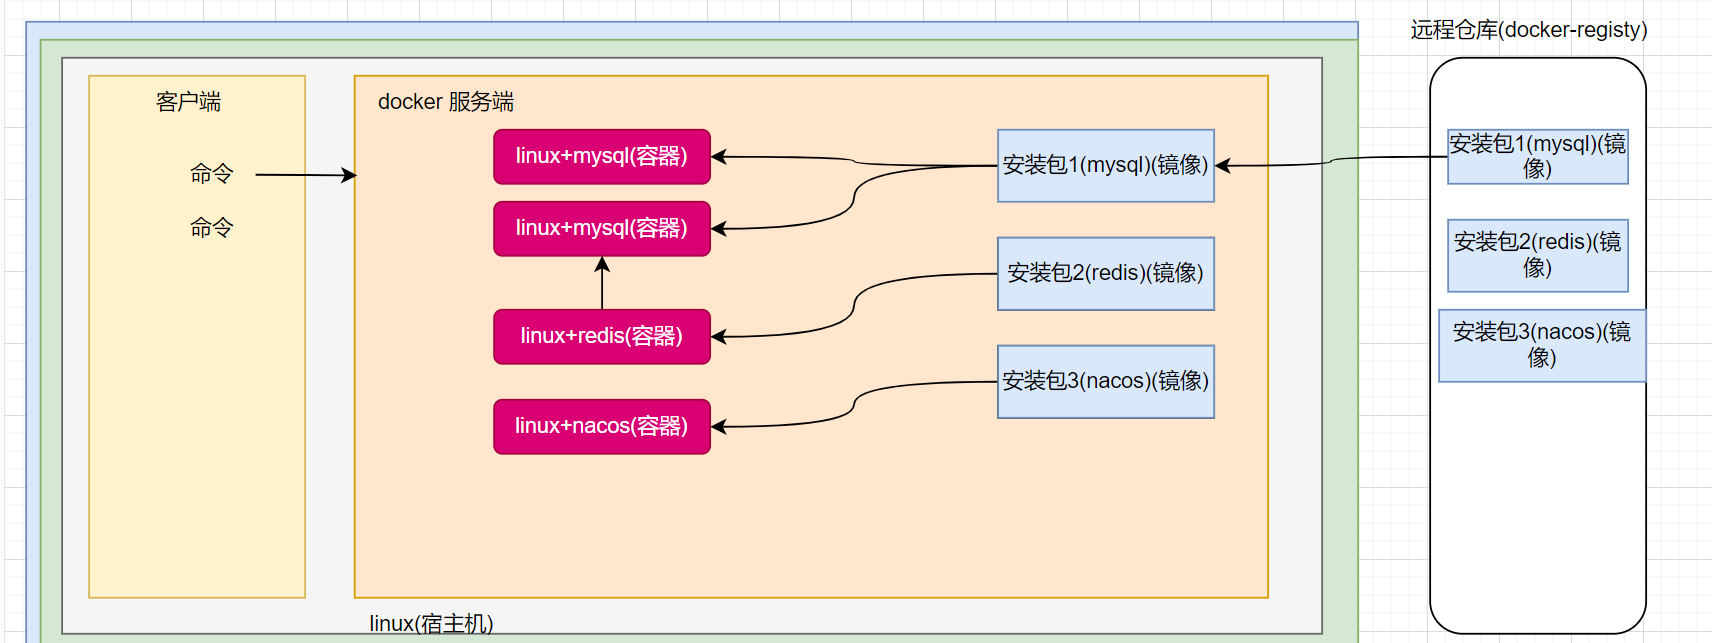 远程仓库(docker-registy)
客户端
命令
命令
docker 服务端
linux+mysql(容器)
linux+mysql(容器)
linux+redis(容器)
linux+nacos(容器)
安装包1(mysql)(镜像)
安装包2(redis)(镜像)
安装包3(nacos)(镜像)
安装包1(mysql)(镜
像)
安装包2(redis)(镜
像)
安装包3(nacos)(镜
像)
linux(宿主机)